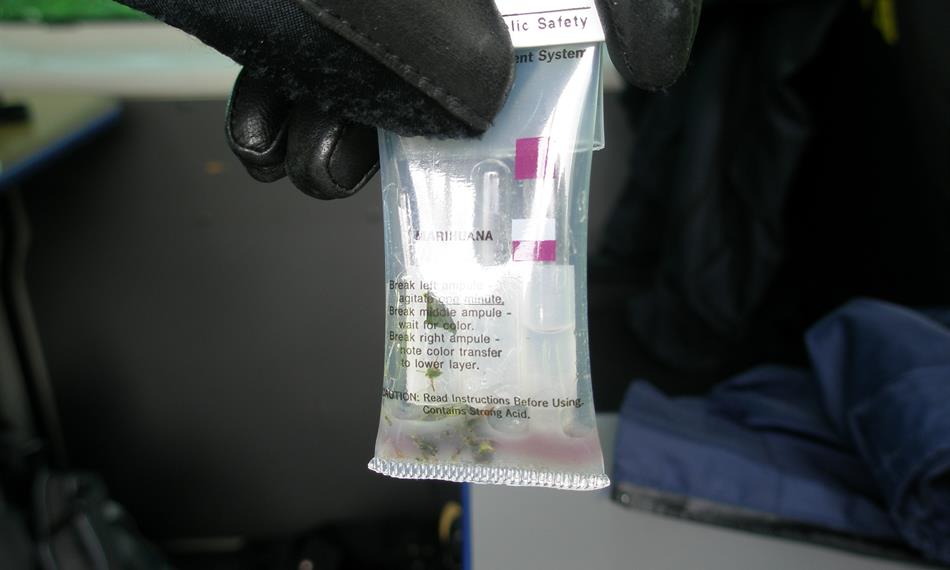 lic Safety
ent System
MARIHUANA
Break left ampule -
agitate one minute.
Break middle ampule -
wait for color.
Break right ampule -
note color transfer
to lower layer.
CAUTION: Read Instructions Before Using.
Contains Strong Acid.